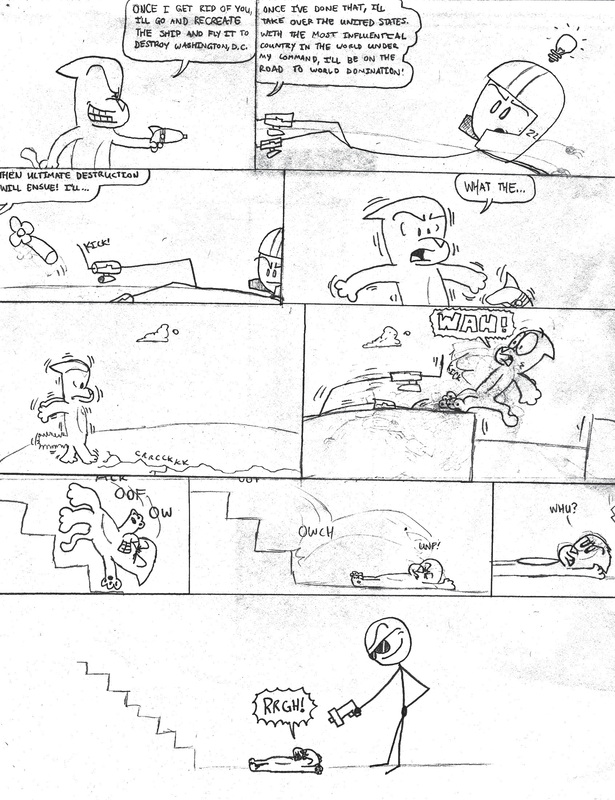 ONCE I GET RID OF YOU,
I'LL GO AND RECREATE
THE SHIP AND FLY IT TO
DESTROY WASHINGTON, D.C.
ONCE I'VE DONE THAT, I'LL
TAKE OVER THE UNITED STATES.
WITH THE MOST INFLUENTIAL
COUNTRY IN THE WORLD UNDER
MY COMMAND, I'LL BE ON THE
ROAD TO WORLD DOMINATION!
THEN ULTIMATE DESTRUCTION
WILL ENSUE! I'LL...
KICK!
WHAT THE...
CRRCCKKK
WAH!
KICK
OOF
OW
OWCH
UNF!
WHU?
RRGH!